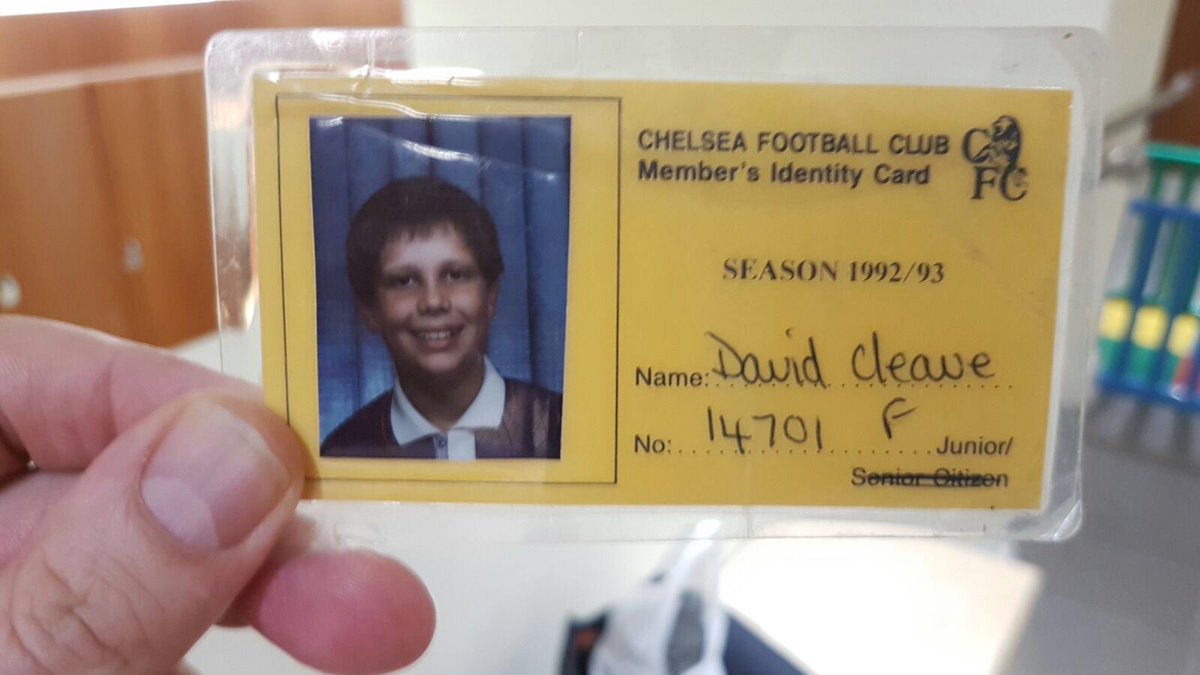 CHELSEA FOOTBALL CLUB
Member's Identity Card
CFC
SEASON 1992/93
Name: David Cleave
No: 14701 F Junior/
Senior Citizen